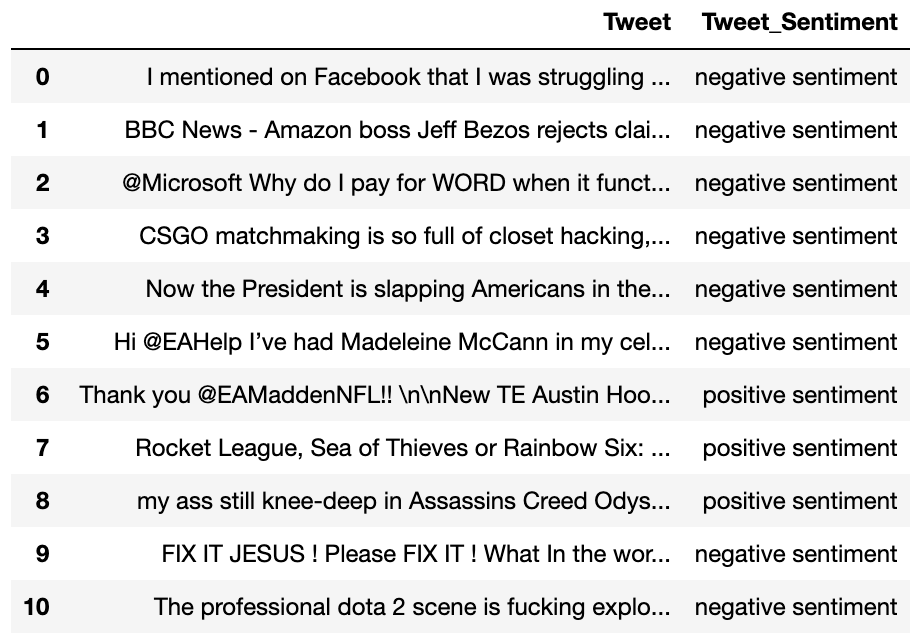 Tweet Tweet_Sentiment
0 I mentioned on Facebook that I was struggling ... negative sentiment
1 BBC News - Amazon boss Jeff Bezos rejects clai... negative sentiment
2 @Microsoft Why do I pay for WORD when it funct... negative sentiment
3 CSGO matchmaking is so full of closet hacking,... negative sentiment
4 Now the President is slapping Americans in the... negative sentiment
5 Hi @EAHelp I’ve had Madeleine McCann in my cel... negative sentiment
6 Thank you @EAMaddenNFL!! \n\nNew TE Austin Hoo... positive sentiment
7 Rocket League, Sea of Thieves or Rainbow Six: ... positive sentiment
8 my ass still knee-deep in Assassins Creed Odys... positive sentiment
9 FIX IT JESUS ! Please FIX IT ! What In the wor... negative sentiment
10 The professional dota 2 scene is fucking explo... negative sentiment